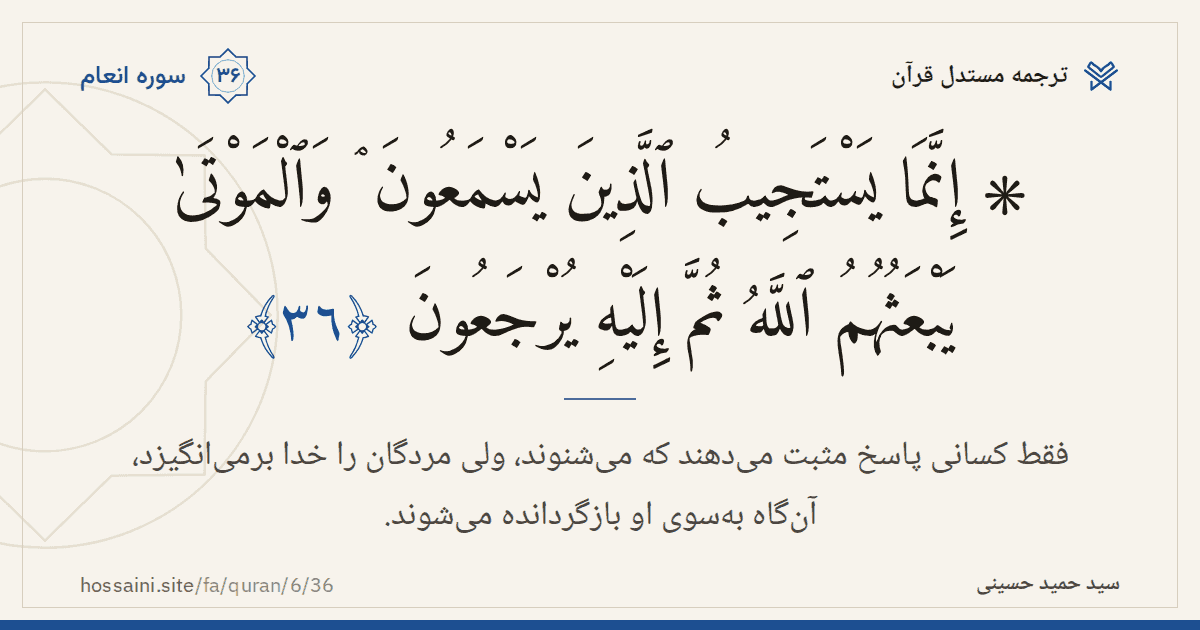 ترجمه مستدل قرآن
۳۶ سوره انعام
* إِنَّمَا يَسْتَجِيبُ ٱلَّذِينَ يَسْمَعُونَ ۘ وَٱلْمَوْتَىٰ
يَبْعَثُهُمُ ٱللَّهُ ثُمَّ إِلَيْهِ يُرْجَعُونَ ﴿٣٦﴾
فقط کسانی پاسخ مثبت می‌دهند که می‌شنوند، ولی مردگان را خدا برمی‌انگیزد،
آن‌گاه به‌سوی او بازگردانده می‌شوند.
سید حمید حسینی
hossaini.site/fa/quran/6/36